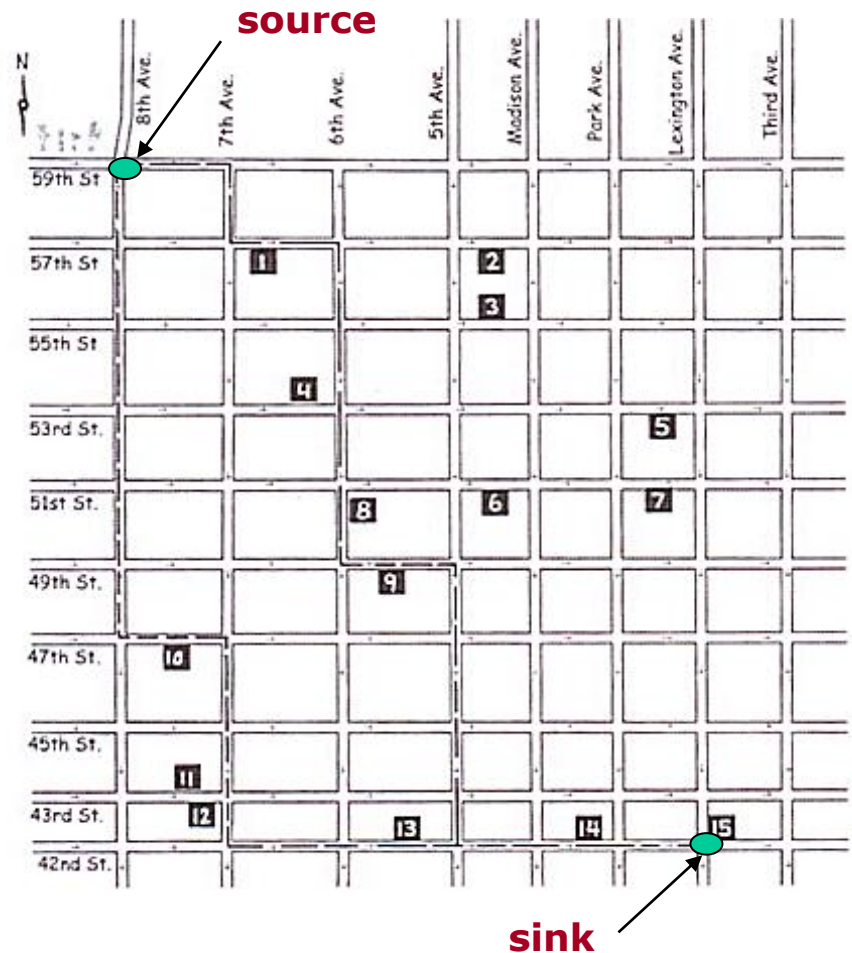 source
N
8th Ave.
7th Ave.
6th Ave.
5th Ave.
Madison Ave.
Park Ave.
Lexington Ave.
Third Ave.
59th St
57th St
1
2
3
55th St
4
53rd St.
5
51st St.
8
6
7
49th St.
9
47th St.
10
45th St.
11
43rd St.
12
13
14
15
42nd St.
sink